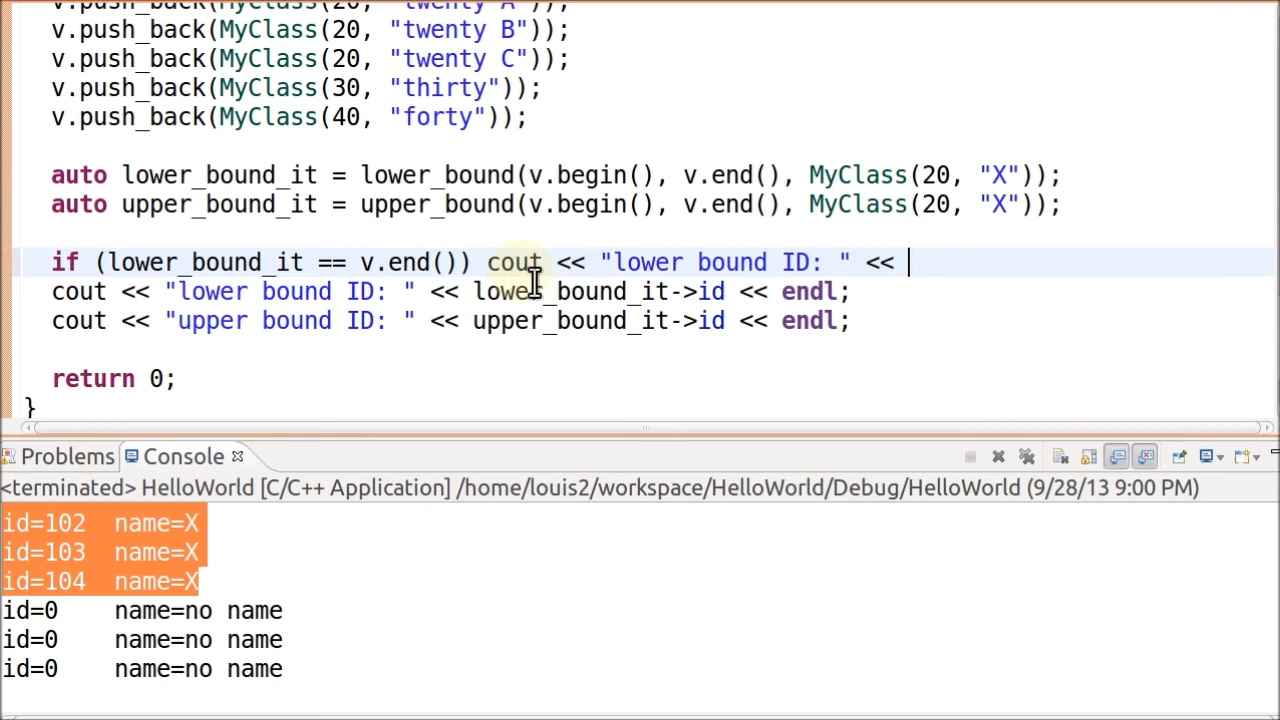 v.push_back(MyClass(20, "twenty A"));
v.push_back(MyClass(20, "twenty B"));
v.push_back(MyClass(20, "twenty C"));
v.push_back(MyClass(30, "thirty"));
v.push_back(MyClass(40, "forty"));
auto lower_bound_it = lower_bound(v.begin(), v.end(), MyClass(20, "X"));
auto upper_bound_it = upper_bound(v.begin(), v.end(), MyClass(20, "X"));
if (lower_bound_it == v.end()) cout << "lower bound ID: " <<
cout << "lower bound ID: " << lower_bound_it->id << endl;
cout << "upper bound ID: " << upper_bound_it->id << endl;
return 0;
}
Problems Console
<terminated> HelloWorld [C/C++ Application] /home/louis2/workspace/HelloWorld/Debug/HelloWorld (9/28/13 9:00 PM)
id=102 name=X
id=103 name=X
id=104 name=X
id=0 name=no name
id=0 name=no name
id=0 name=no name